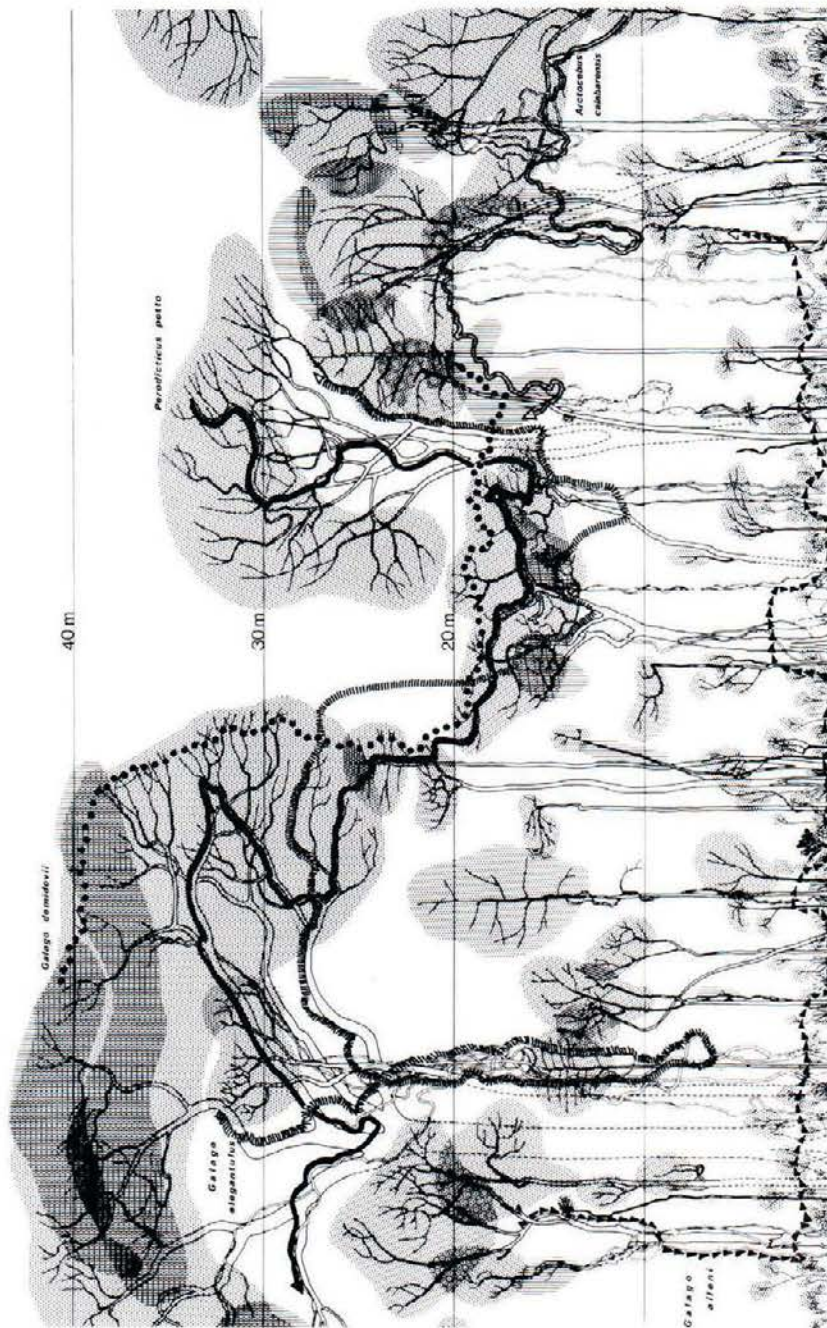 Arctocebus
calabarensis
Perodicticus potto
40 m
30 m
20 m
Galago demidovii
Galago
elegantulus
Galago
alleni